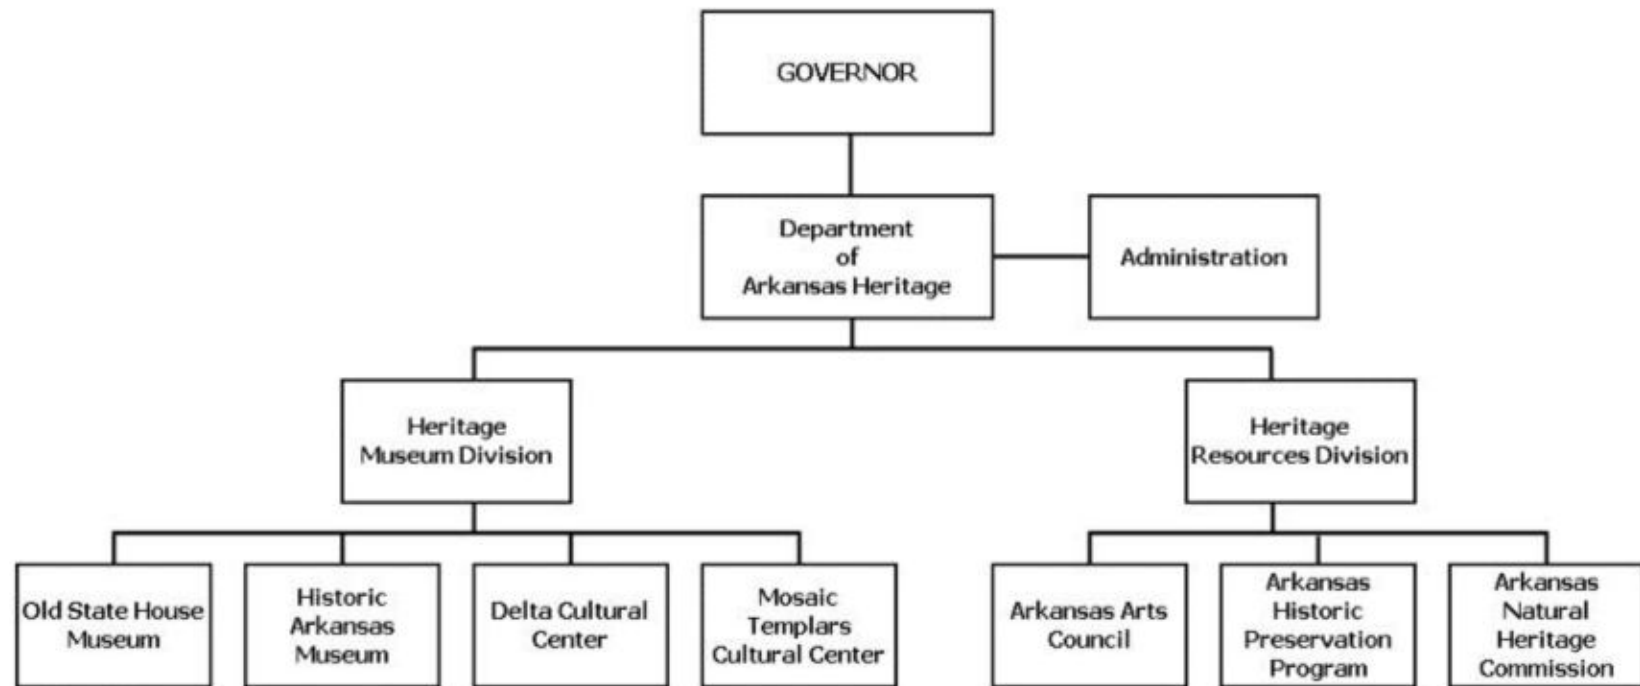 GOVERNOR
Department
of
Arkansas Heritage
Administration
Heritage
Museum Division
Heritage
Resources Division
Old State House
Museum
Historic
Arkansas
Museum
Delta Cultural
Center
Mosaic
Templars
Cultural Center
Arkansas Arts
Council
Arkansas
Historic
Preservation
Program
Arkansas
Natural
Heritage
Commission